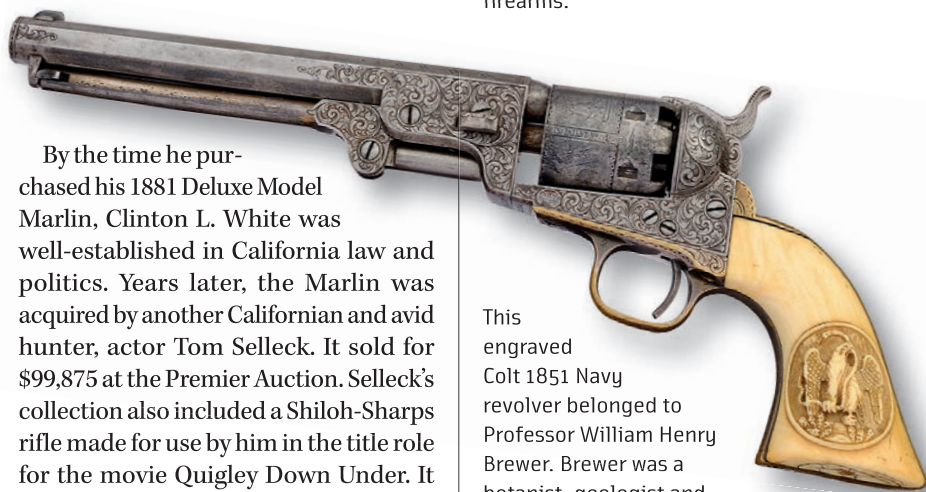 firearms.
By the time he pur-
chased his 1881 Deluxe Model
Marlin, Clinton L. White was
well-established in California law and
politics. Years later, the Marlin was
acquired by another Californian and avid
hunter, actor Tom Selleck. It sold for
$99,875 at the Premier Auction. Selleck’s
collection also included a Shiloh-Sharps
rifle made for use by him in the title role
for the movie Quigley Down Under. It
This
engraved
Colt 1851 Navy
revolver belonged to
Professor William Henry
Brewer. Brewer was a
botanist, geologist and